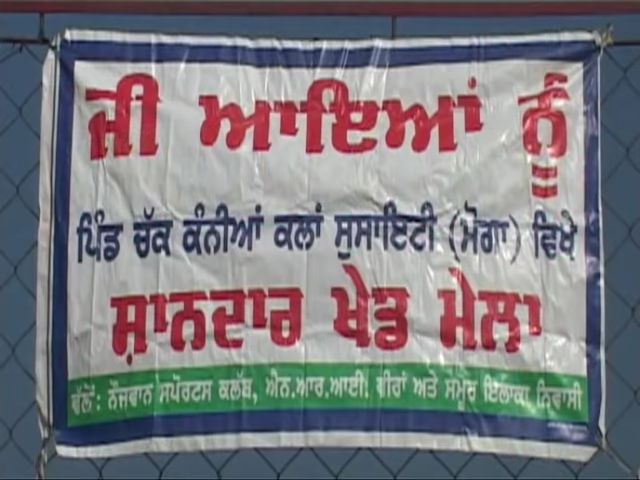 ਜੀ ਆਇਆਂ ਨੂੰ
ਪਿੰਡ ਚੱਕ ਕੰਨੀਆਂ ਕਲਾਂ ਸੁਸਾਇਟੀ (ਮੋਗਾ) ਵਿਖੇ
ਸ਼ਾਨਦਾਰ ਖੇਡ ਮੇਲਾ
ਵੱਲੋਂ: ਨੌਜਵਾਨ ਸਪੋਰਟਸ ਕਲੱਬ, ਐਨ.ਆਰ.ਆਈ. ਵੀਰਾਂ ਅਤੇ ਸਮੂਹ ਇਲਾਕਾ ਨਿਵਾਸੀ